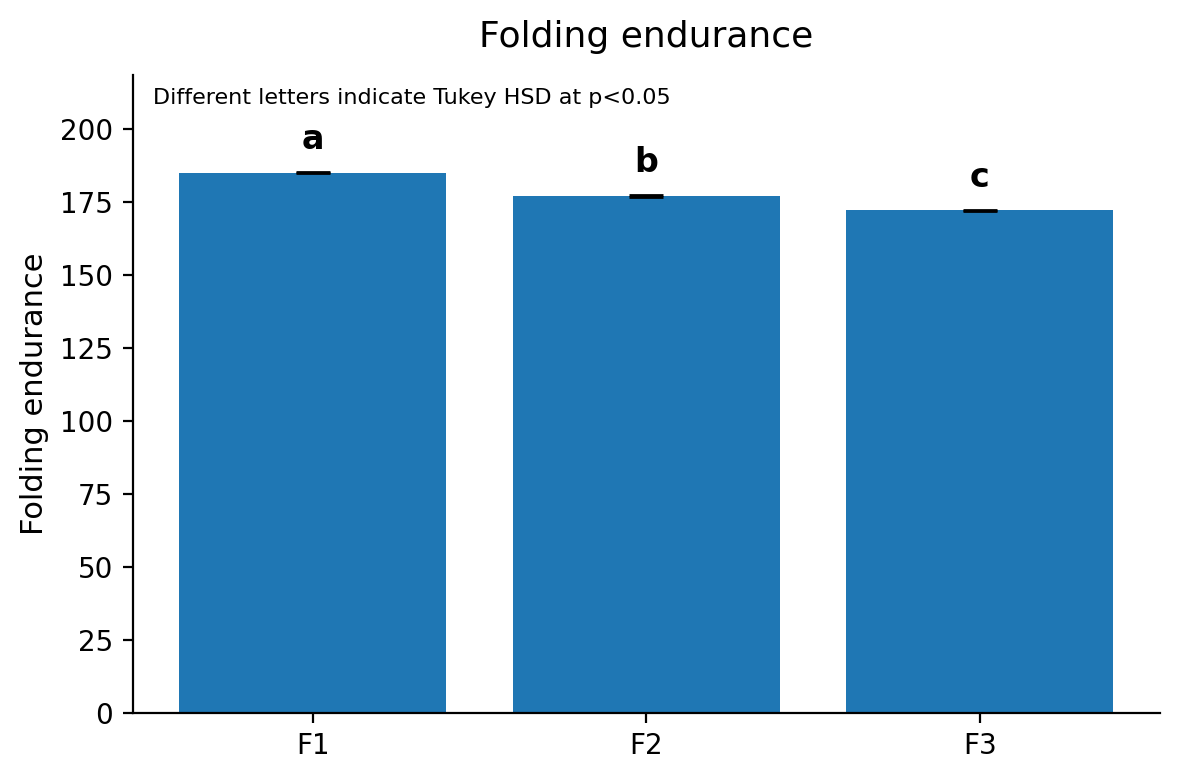 Folding endurance
Different letters indicate Tukey HSD at p<0.05
a
b
c
Folding endurance
200
175
150
125
100
75
50
25
0
F1
F2
F3